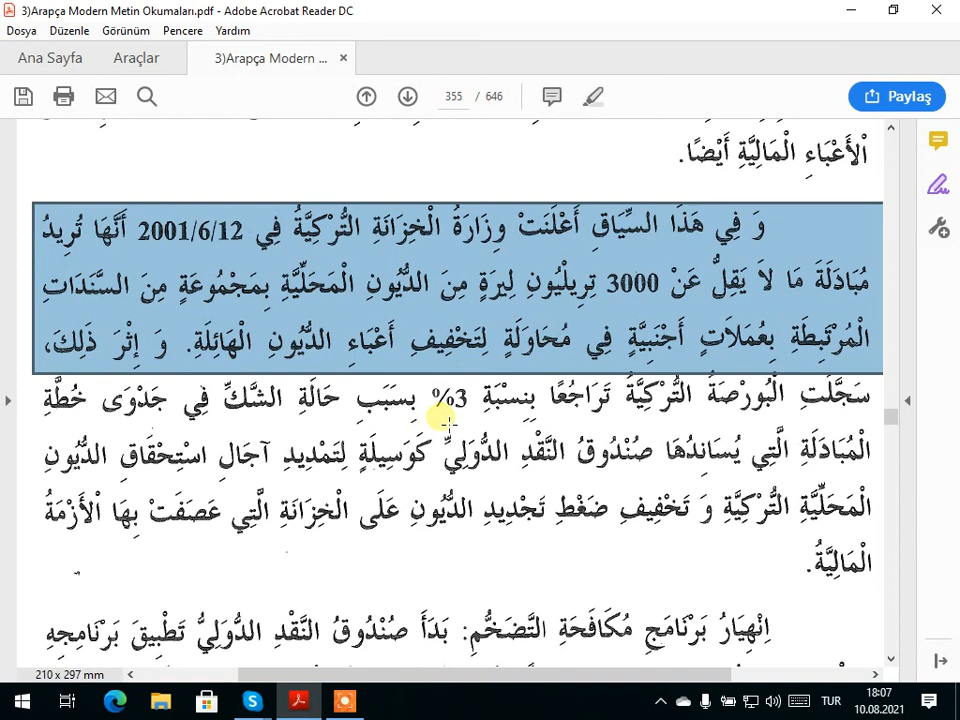 3)Arapça Modern Metin Okumaları.pdf - Adobe Acrobat Reader DC
Dosya Düzenle Görünüm Pencere Yardım
Ana Sayfa Araçlar 3)Arapça Modern ... ×
355 / 646 Paylaş
اْلأَعْبَاءِ الْمَالِيَّةِ أَيْضًا.
وَ فِي هَذَا السِّيَاقِ أَعْلَنَتْ وِزَارَةُ الْخِزَانَةِ التُّرْكِيَّةُ فِي 2001/6/12 أَنَّهَا تُرِيدُ
مُبَادَلَةَ مَا لاَ يَقِلُّ عَنْ 3000 تِرِيلْيُونِ لِيرَةٍ مِنَ الدُّيُونِ الْمَحَلِّيَّةِ بِمَجْمُوعَةٍ مِنَ السَّنَدَاتِ
الْمُرْتَبِطَةِ بِعُمَلاَتٍ أَجْنَبِيَّةٍ فِي مُحَاوَلَةٍ لِتَخْفِيفِ أَعْبَاءِ الدُّيُونِ الْهَائِلَةِ. وَ إِثْرَ ذَلِكَ،
سَجَّلَتِ الْبُورْصَةُ التُّرْكِيَّةُ تَرَاجُعًا بِنِسْبَةِ 3% بِسَبَبِ حَالَةِ الشَّكِّ فِي جَدْوَى خُطَّةِ
الْمُبَادَلَةِ الَّتِي يُسَانِدُهَا صُنْدُوقُ النَّقْدِ الدُّوَلِيِّ كَوَسِيلَةٍ لِتَمْدِيدِ آجَالِ اسْتِحْقَاقِ الدُّيُونِ
الْمَحَلِّيَّةِ التُّرْكِيَّةِ وَ تَخْفِيفِ ضَغْطِ تَجْدِيدِ الدُّيُونِ عَلَى الْخِزَانَةِ الَّتِي عَصَفَتْ بِهَا اْلأَزْمَةُ
الْمَالِيَّةُ.
اِنْهِيَارُ بَرْنَامَجِ مُكَافَحَةِ التَّضَخُّمِ: بَدَأَ صُنْدُوقُ النَّقْدِ الدُّوَلِيُّ تَطْبِيقَ بَرْنَامِجِهِ
210 x 297 mm
TUR 18:07
10.08.2021